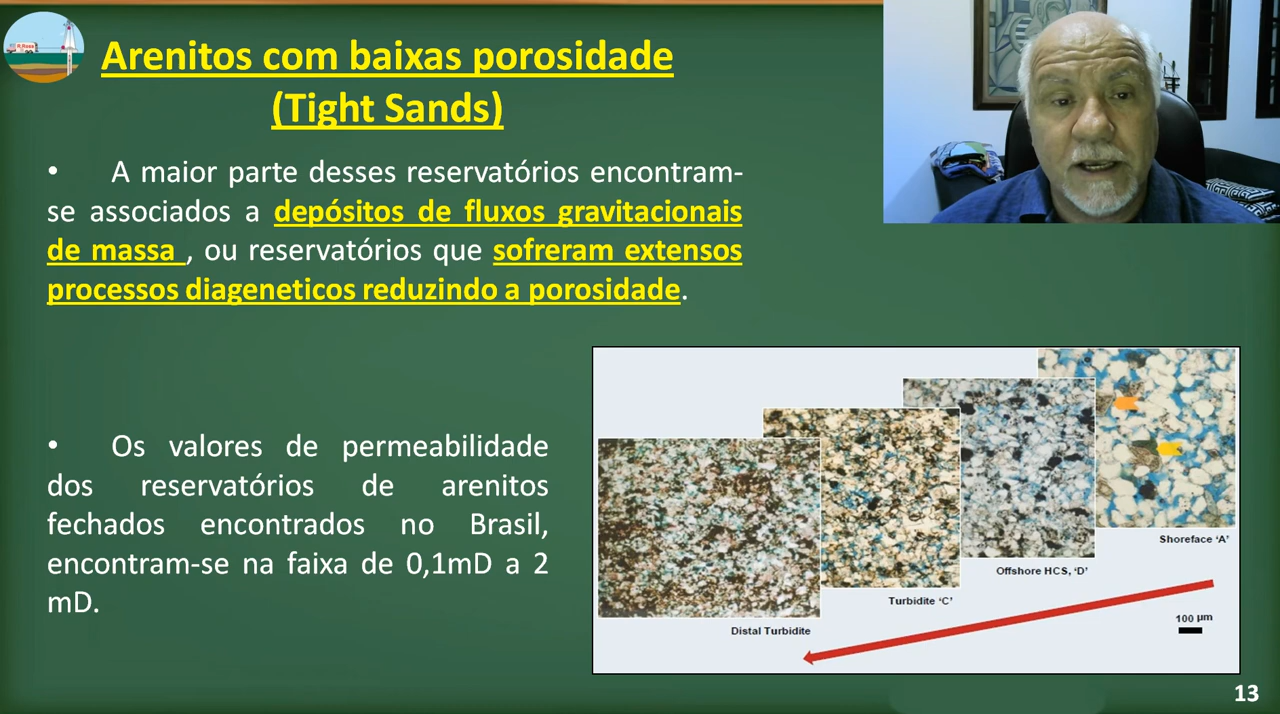 Arenitos com baixas porosidade
(Tight Sands)
• A maior parte desses reservatórios encontram-
se associados a depósitos de fluxos gravitacionais
de massa , ou reservatórios que sofreram extensos
processos diageneticos reduzindo a porosidade.
• Os valores de permeabilidade
dos reservatórios de arenitos
fechados encontrados no Brasil,
encontram-se na faixa de 0,1mD a 2
mD.
Shoreface ‘A’
Offshore HCS, ‘D’
Turbidite ‘C’
Distal Turbidite
100 µm
13